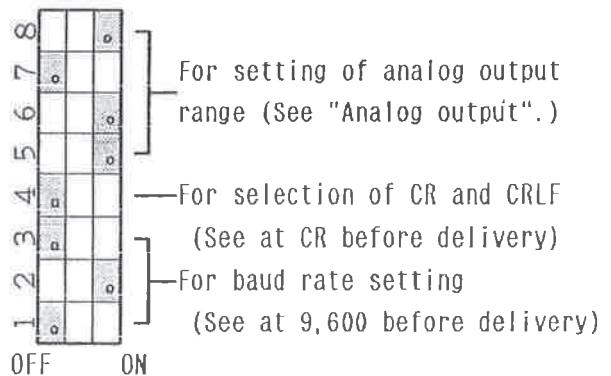 8
7
For setting of analog output
6
range (See "Analog output".)
5
4
For selection of CR and CRLF
3
(See at CR before delivery)
2
For baud rate setting
1
(See at 9,600 before delivery)
OFF ON